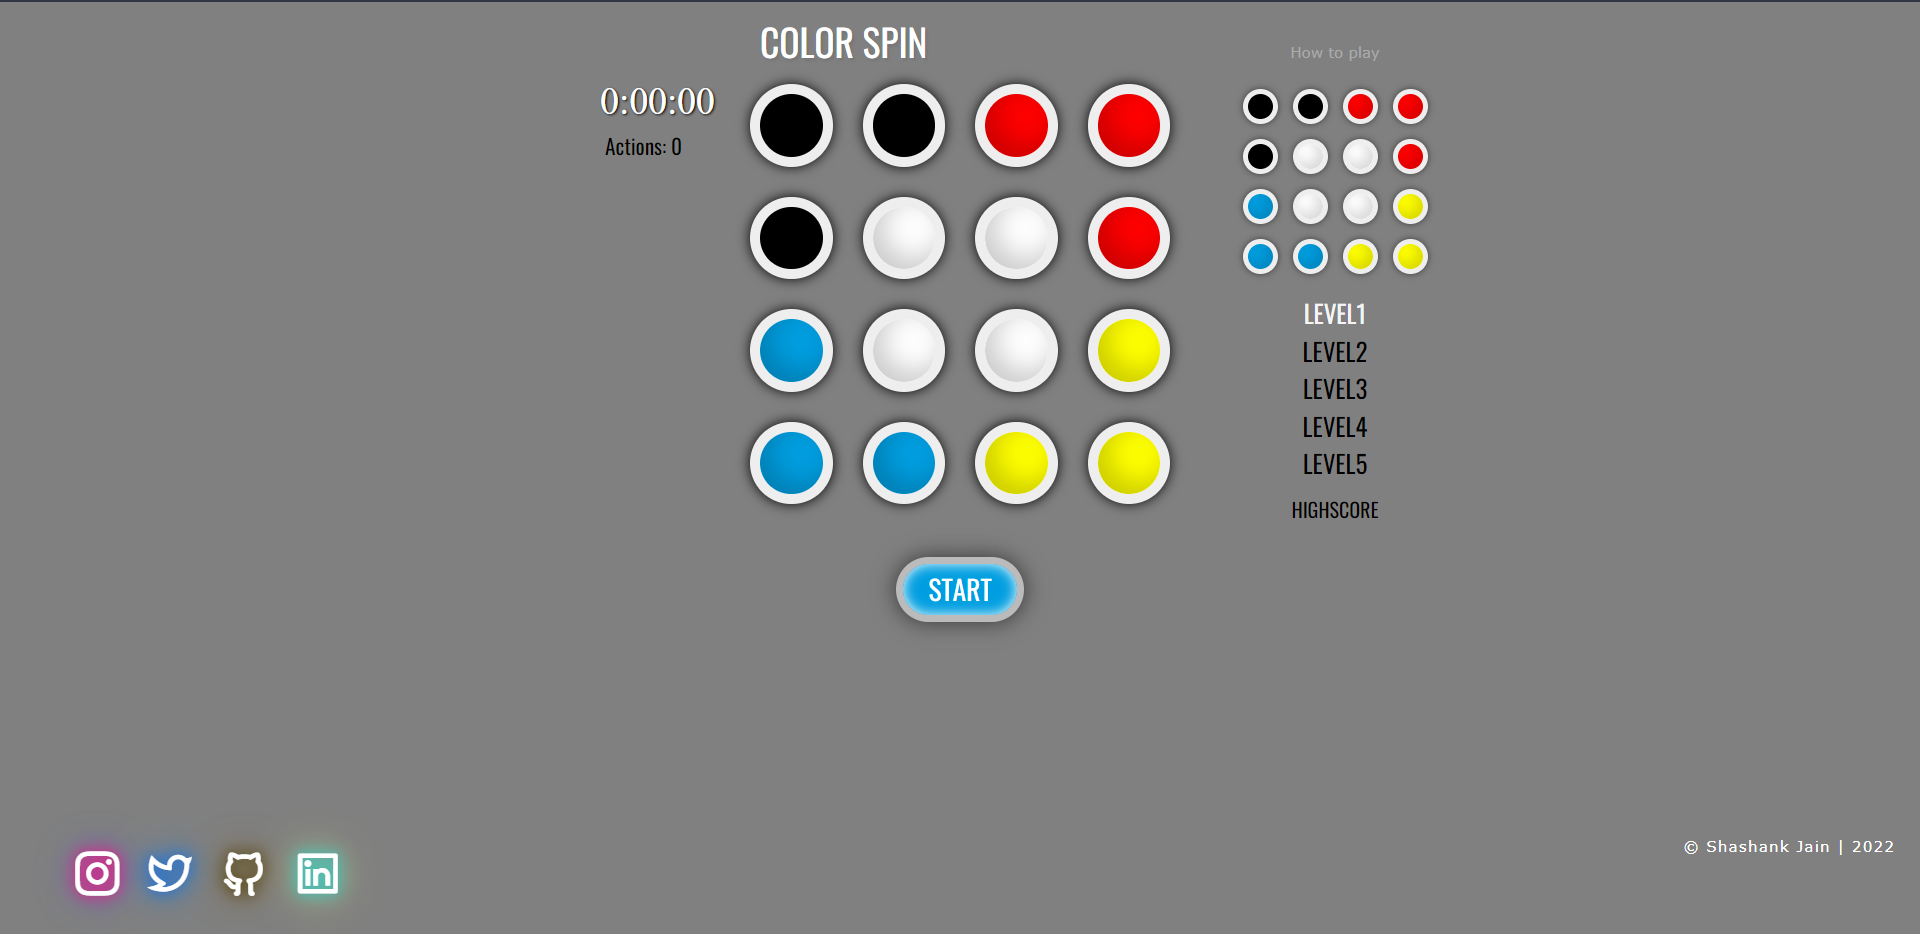 COLOR SPIN
How to play
0:00:00
Actions: 0
LEVEL1
LEVEL2
LEVEL3
LEVEL4
LEVEL5
HIGHSCORE
START
© Shashank Jain | 2022
in